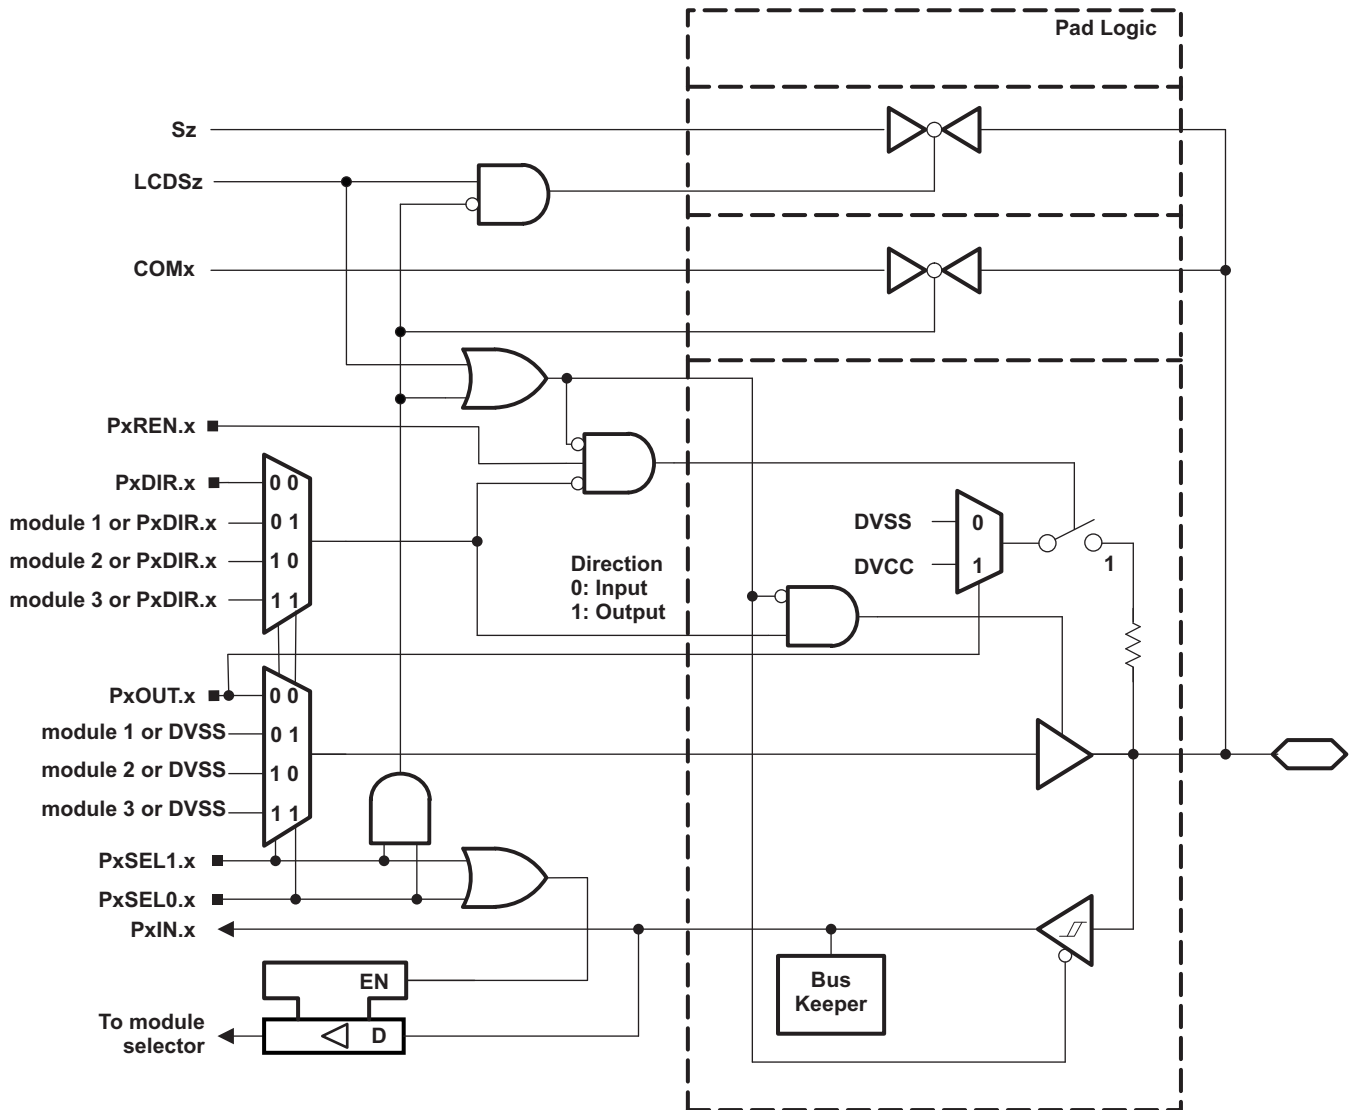 Pad Logic
Sz
LCDSz
COMx
PxREN.x
PxDIR.x
0 0
module 1 or PxDIR.x
0 1
module 2 or PxDIR.x
1 0
module 3 or PxDIR.x
1 1
Direction
0: Input
1: Output
DVSS
0
DVCC
1
1
PxOUT.x
0 0
module 1 or DVSS
0 1
module 2 or DVSS
1 0
module 3 or DVSS
1 1
PxSEL1.x
PxSEL0.x
PxIN.x
EN
D
To module
selector
Bus
Keeper